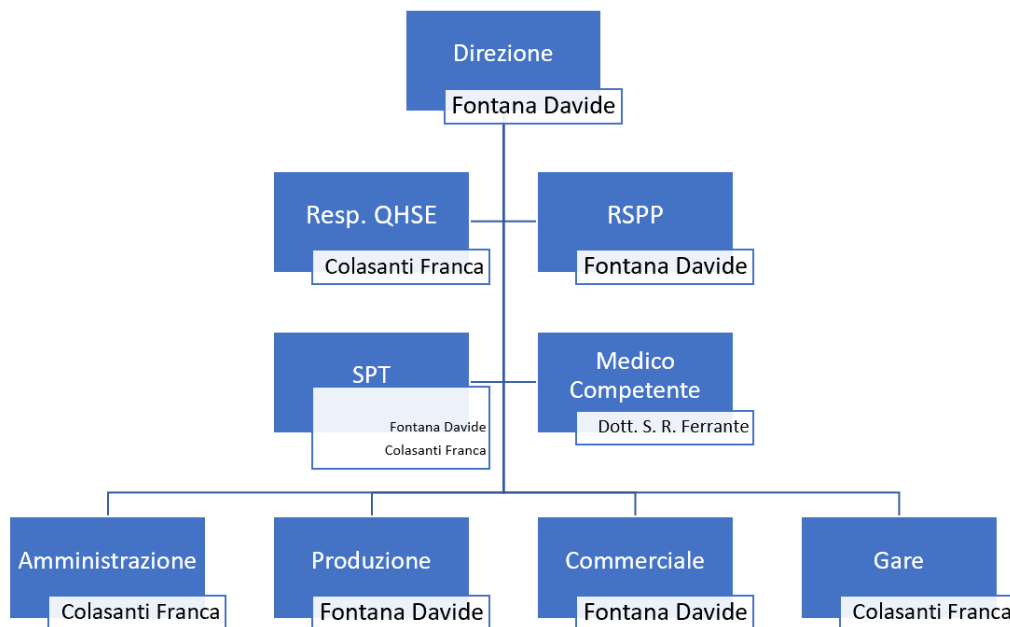 Direzione
Fontana Davide
Resp. QHSE
Colasanti Franca
RSPP
Fontana Davide
SPT
Fontana Davide
Colasanti Franca
Medico
Competente
Dott. S. R. Ferrante
Amministrazione
Colasanti Franca
Produzione
Fontana Davide
Commerciale
Fontana Davide
Gare
Colasanti Franca